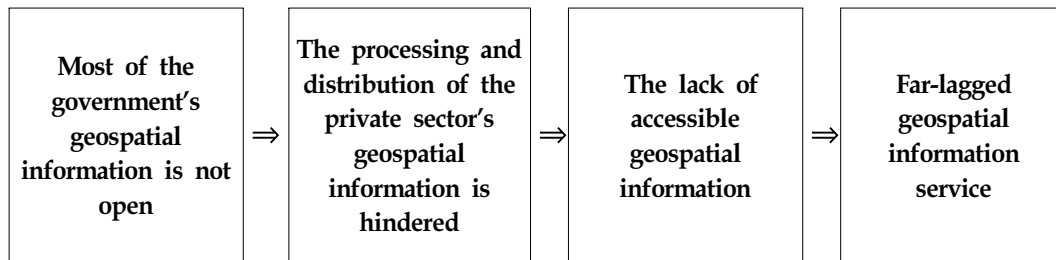 Most of the
government's
geospatial
information is not
open
⇒
The processing and
distribution of the
private sector's
geospatial
information is
hindered
⇒
The lack of
accessible
geospatial
information
⇒
Far-lagged
geospatial
information
service